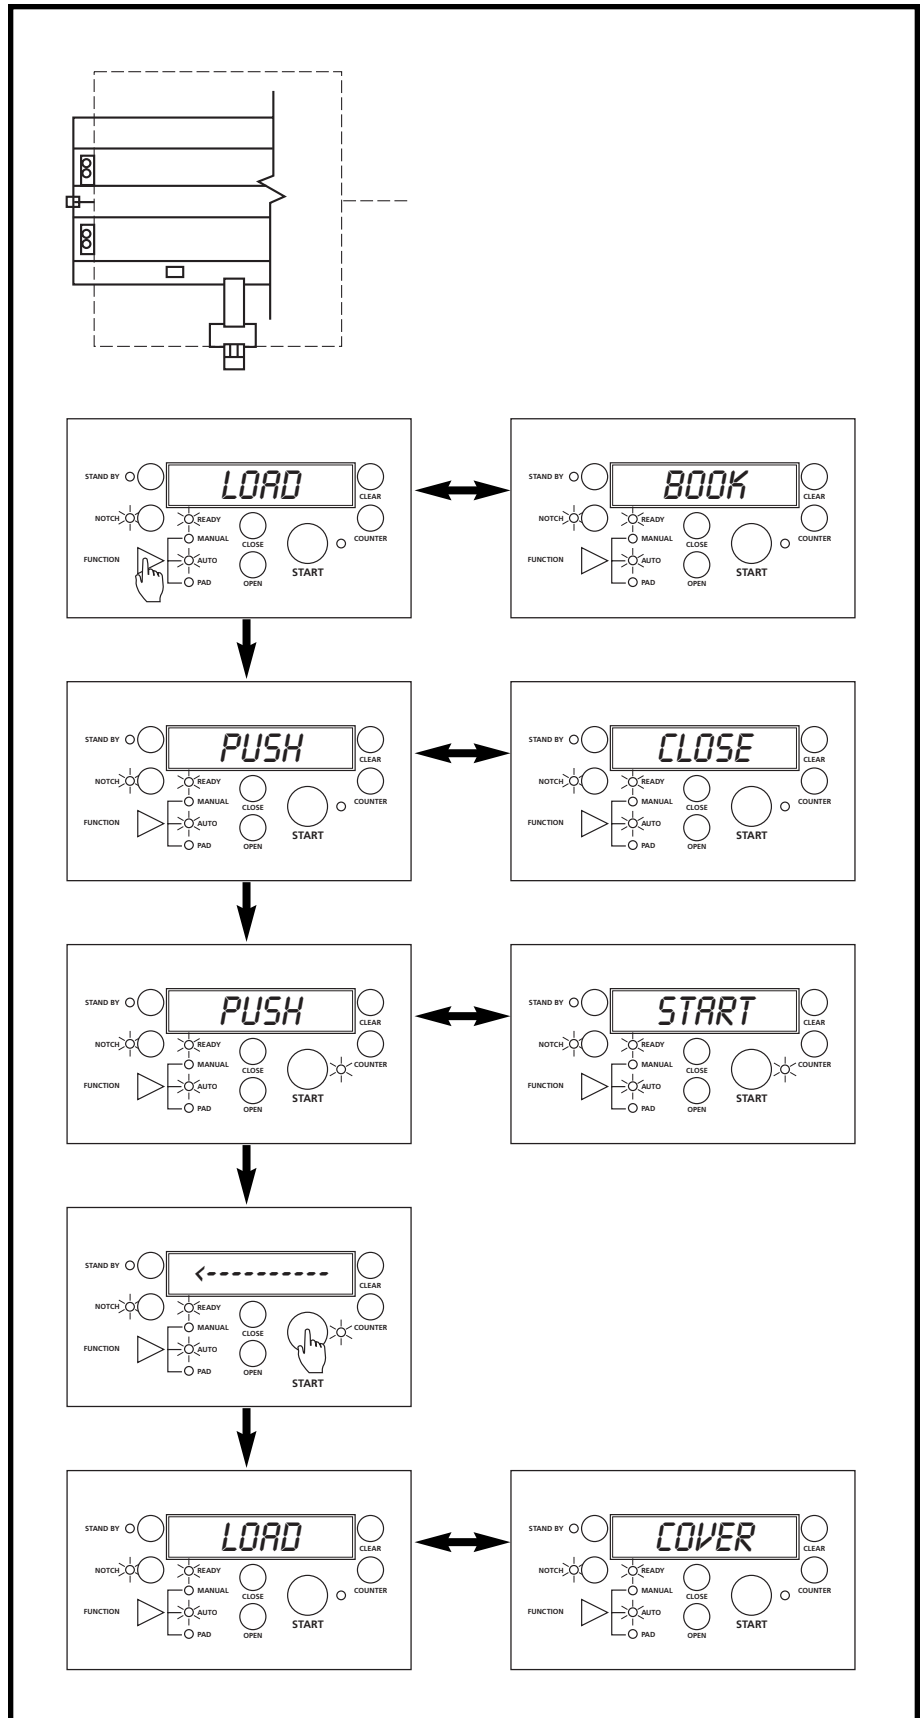 STAND BY LOAD CLEAR
NOTCH READY COUNTER
MANUAL CLOSE
FUNCTION AUTO
START
PAD OPEN
STAND BY BOOK CLEAR
NOTCH READY COUNTER
MANUAL CLOSE
FUNCTION AUTO
START
PAD OPEN
STAND BY PUSH CLEAR
NOTCH READY COUNTER
MANUAL CLOSE
FUNCTION AUTO
START
PAD OPEN
STAND BY CLOSE CLEAR
NOTCH READY COUNTER
MANUAL CLOSE
FUNCTION AUTO
START
PAD OPEN
STAND BY PUSH CLEAR
NOTCH READY COUNTER
MANUAL CLOSE
FUNCTION AUTO
START
PAD OPEN
STAND BY START CLEAR
NOTCH READY COUNTER
MANUAL CLOSE
FUNCTION AUTO
START
PAD OPEN
STAND BY <---------- CLEAR
NOTCH READY COUNTER
MANUAL CLOSE
FUNCTION AUTO
PAD OPEN
START
STAND BY LOAD CLEAR
NOTCH READY COUNTER
MANUAL CLOSE
FUNCTION AUTO
START
PAD OPEN
STAND BY COVER CLEAR
NOTCH READY COUNTER
MANUAL CLOSE
FUNCTION AUTO
START
PAD OPEN